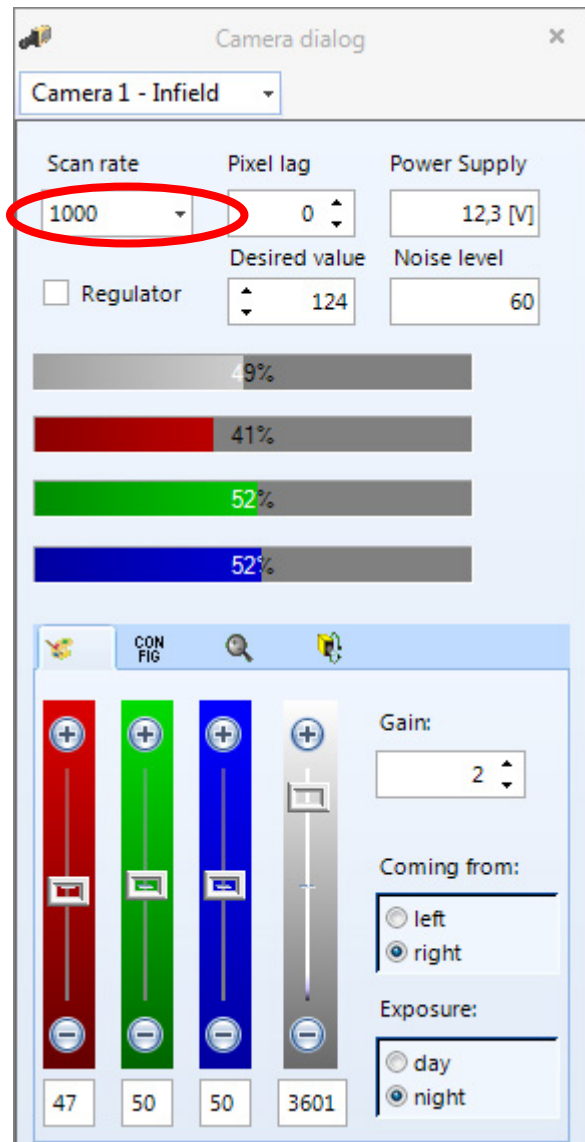 Camera dialog
Camera 1 - Infield
Scan rate Pixel lag Power Supply
1000 0 12,3 [V]
Desired value Noise level
Regulator 124 60
49%
41%
52%
52%
CON
FIG
Gain:
2
Coming from:
left
right
Exposure:
day
night
47 50 50 3601